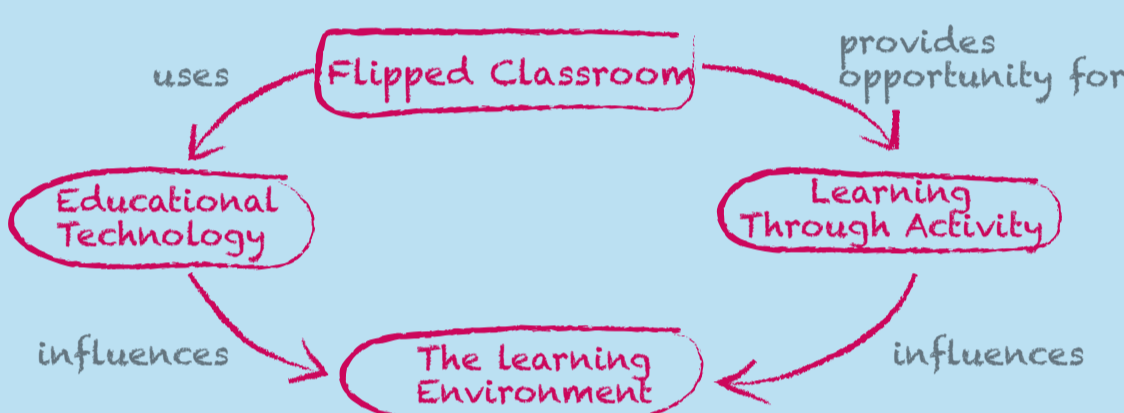 Flipped Classroom
uses
provides
opportunity for
Educational
Technology
Learning
Through Activity
influences
influences
The learning
Environment